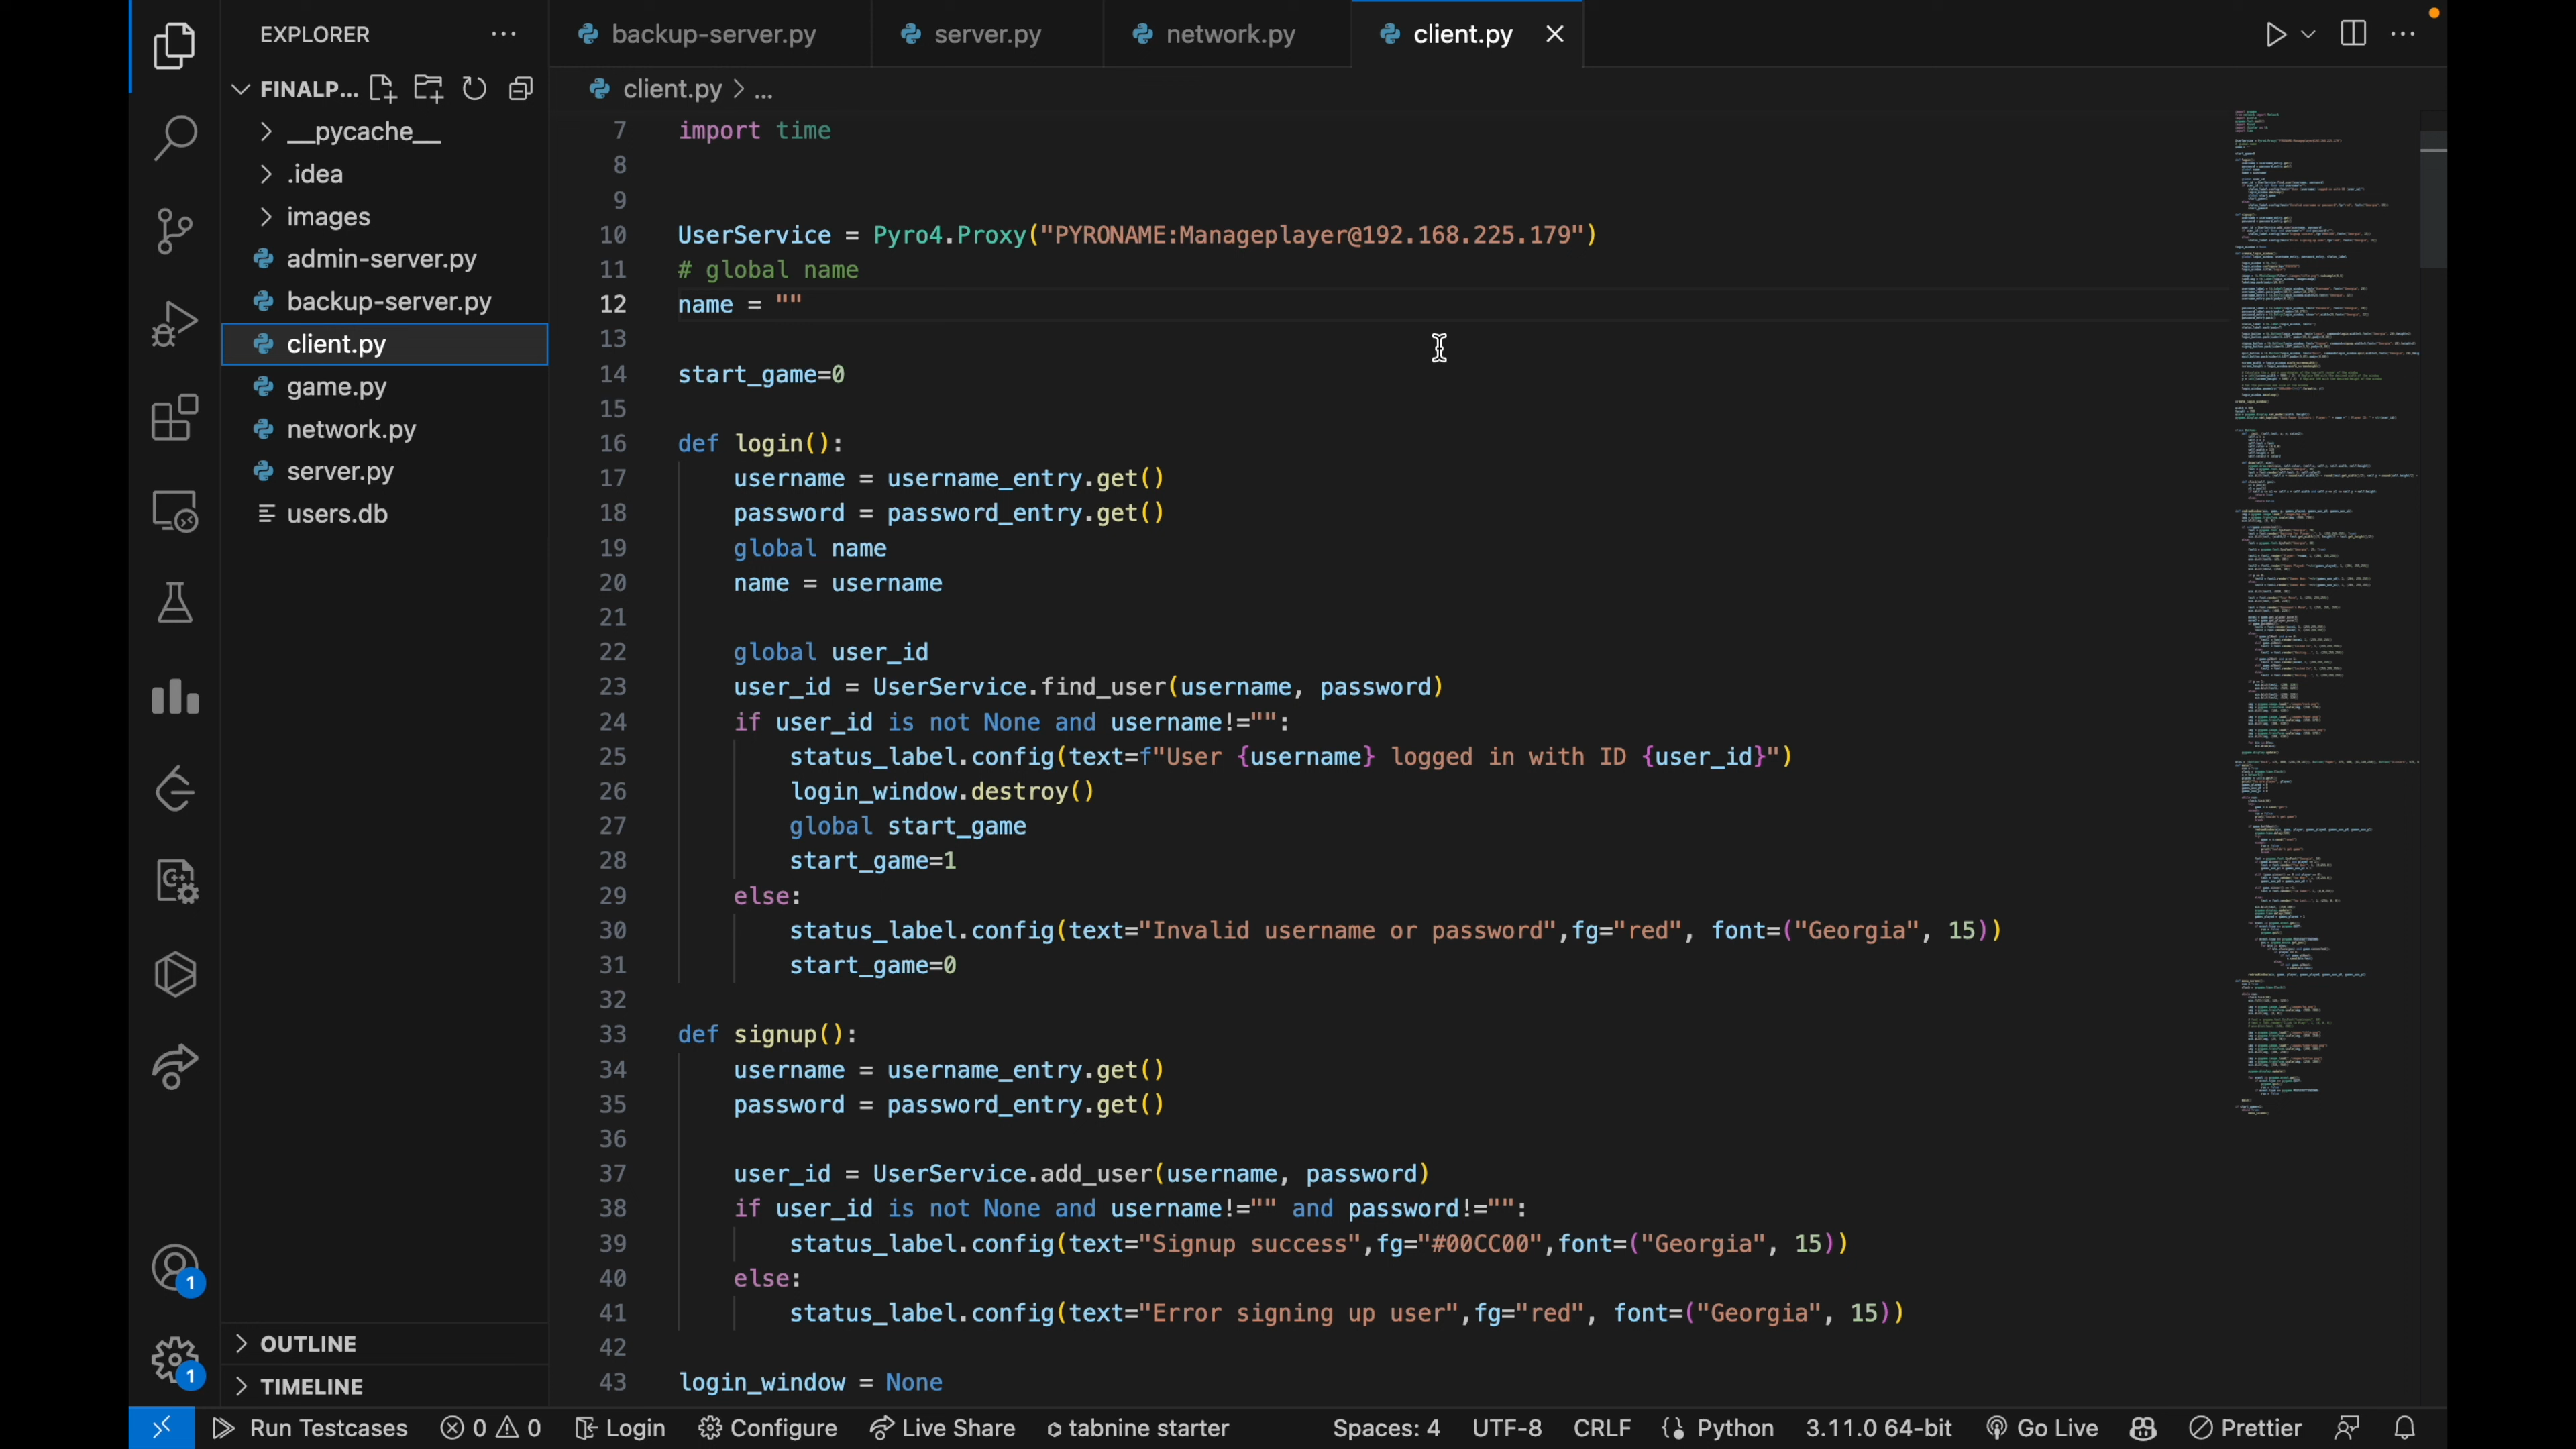 EXPLORER
backup-server.py
server.py
network.py
client.py
FINALP...
client.py > ...
__pycache__
.idea
images
admin-server.py
backup-server.py
client.py
game.py
network.py
server.py
users.db
OUTLINE
TIMELINE
7 import time
8
9
10 UserService = Pyro4.Proxy("PYRONAME:Manageplayer@192.168.225.179")
11 # global name
12 name = ""
13
14 start_game=0
15
16 def login():
17     username = username_entry.get()
18     password = password_entry.get()
19     global name
20     name = username
21
22     global user_id
23     user_id = UserService.find_user(username, password)
24     if user_id is not None and username!="":
25         status_label.config(text=f"User {username} logged in with ID {user_id}")
26         login_window.destroy()
27         global start_game
28         start_game=1
29     else:
30         status_label.config(text="Invalid username or password",fg="red", font=("Georgia", 15))
31         start_game=0
32
33 def signup():
34     username = username_entry.get()
35     password = password_entry.get()
36
37     user_id = UserService.add_user(username, password)
38     if user_id is not None and username!="" and password!="":
39         status_label.config(text="Signup success",fg="#00CC00",font=("Georgia", 15))
40     else:
41         status_label.config(text="Error signing up user",fg="red", font=("Georgia", 15))
42
43 login_window = None
1
1
Run Testcases 0 0 Login Configure Live Share tabnine starter Spaces: 4 UTF-8 CRLF Python 3.11.0 64-bit Go Live Prettier